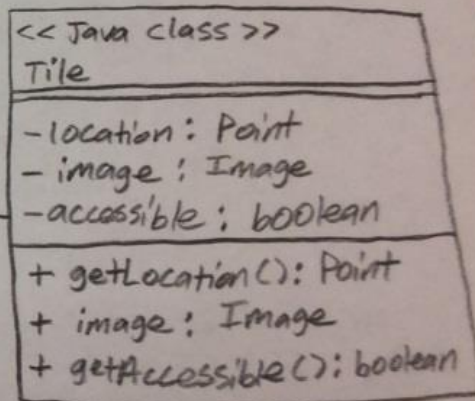 << Java class >>
Tile
- location : Point
- image : Image
- accessible : boolean
+ getLocation() : Point
+ image : Image
+ getAccessible() : boolean